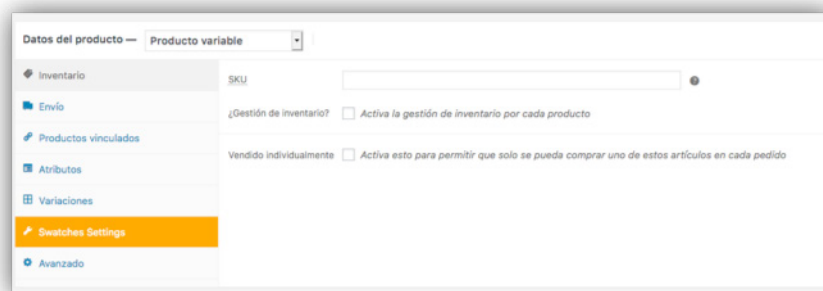 Datos del producto — Producto variable
Inventario
Envío
Productos vinculados
Atributos
Variaciones
Swatches Settings
Avanzado
SKU
¿Gestión de inventario? Activa la gestión de inventario por cada producto
Vendido individualmente Activa esto para permitir que solo se pueda comprar uno de estos artículos en cada pedido